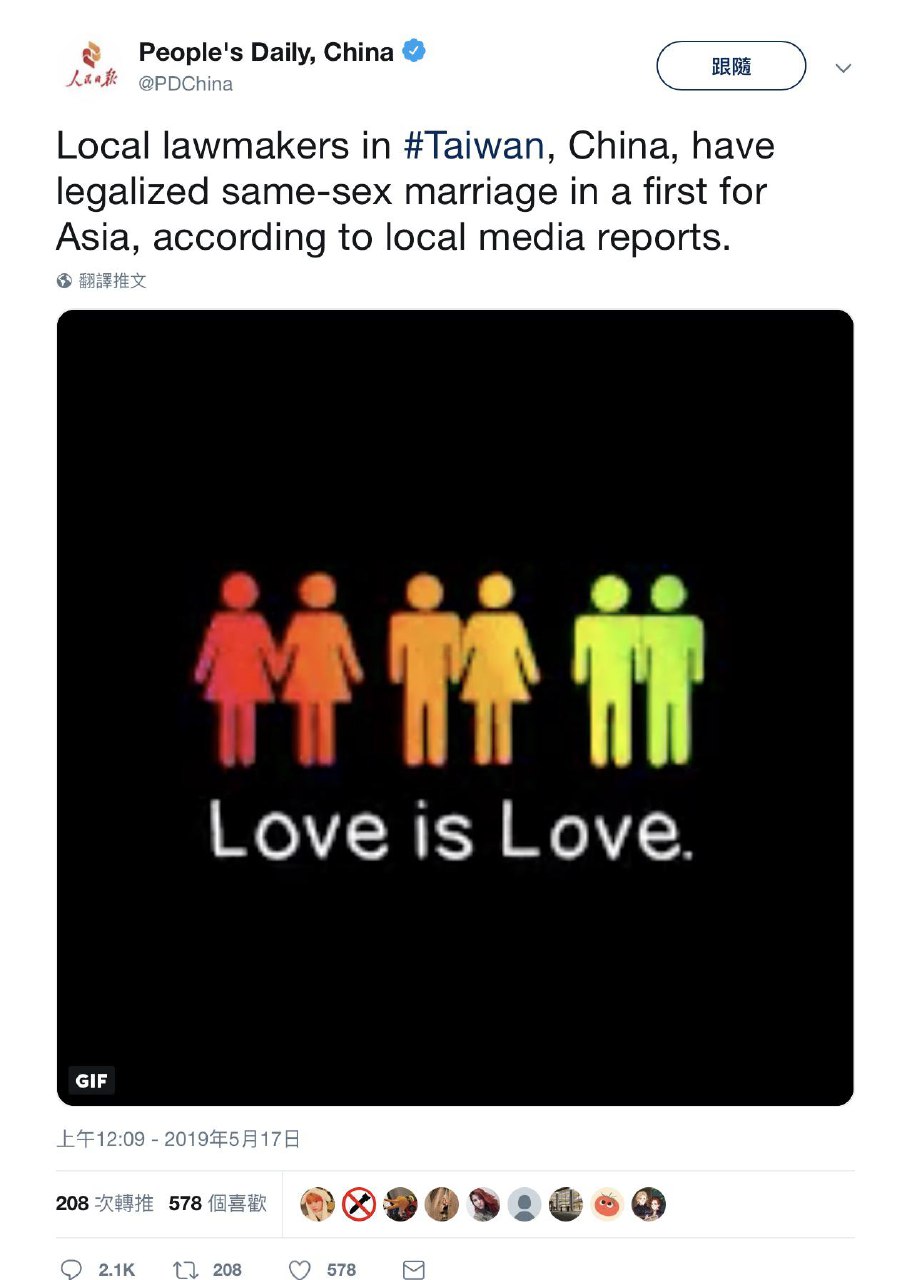 People's Daily, China
人民日报
@PDChina
跟隨
Local lawmakers in #Taiwan, China, have
legalized same-sex marriage in a first for
Asia, according to local media reports.
翻譯推文
Love is Love.
GIF
上午12:09 - 2019年5月17日
208 次轉推 578 個喜歡
2.1K 208 578